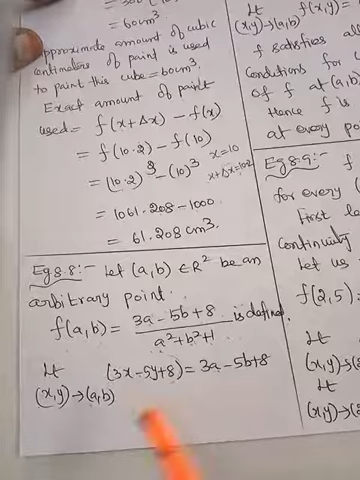 = 60cm³
Approximate amount of cubic
centimeters of paint is used
to paint this cube = 60cm³.
Exact amount of paint
used = f(x+Δx) - f(x)
= f(10.2) - f(10)
= (10.2)³ - (10)³ x=10
x+Δx=10.2
= 1061.208 - 1000
= 61.208 cm³.
Eg 8.8:- let (a,b) ∈ R² be an
arbitrary point.
f(a,b) = 3a - 5b + 8 / a² + b² + 1 is defined.
lt (3x - 5y + 8) = 3a - 5b + 8
(x,y)→(a,b)
lt f(x,y) =
(x,y)→(a,b)
f satisfies all
Conditions for
of f at (a,b)
Hence f is
at every po
Eg 8.9:- f
for every (
First le
Continuity
let us
f(2,5) =
lt
(x,y)→(2
lt
(x,y)→(2